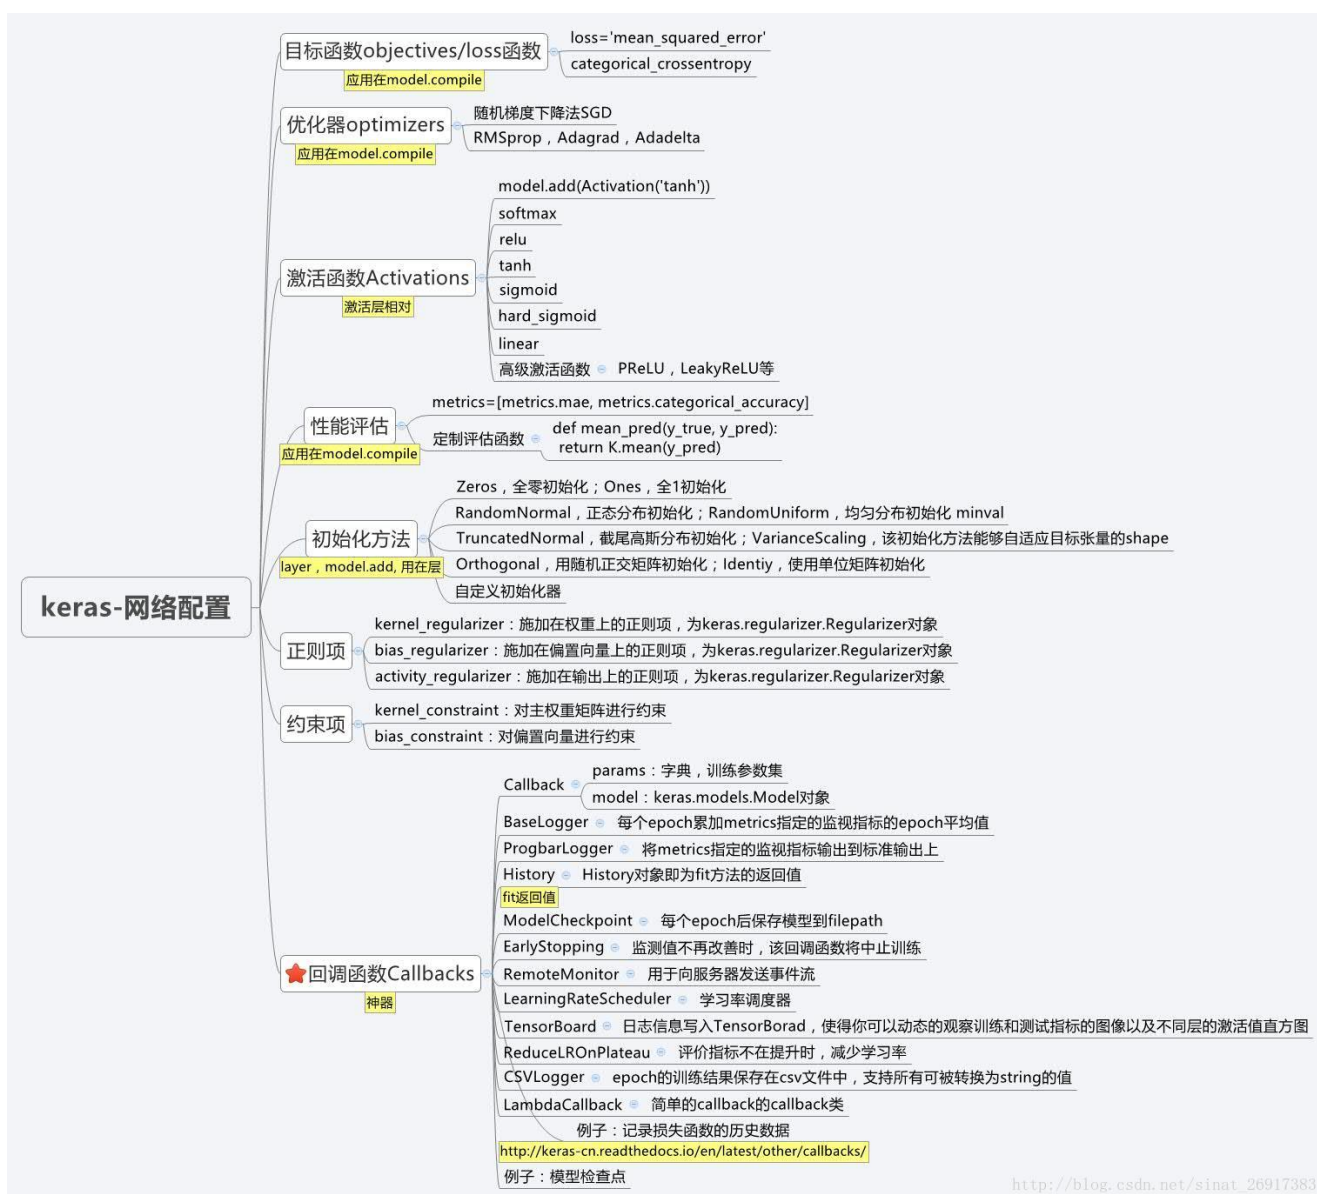 目标函数objectives/loss函数
应用在model.compile
loss='mean_squared_error'
categorical_crossentropy
优化器optimizers
应用在model.compile
随机梯度下降法SGD
RMSprop，Adagrad，Adadelta
激活函数Activations
激活层相对
model.add(Activation('tanh'))
softmax
relu
tanh
sigmoid
hard_sigmoid
linear
高级激活函数
PReLU，LeakyReLU等
性能评估
应用在model.compile
metrics=[metrics.mae, metrics.categorical_accuracy]
定制评估函数
def mean_pred(y_true, y_pred):
return K.mean(y_pred)
初始化方法
layer，model.add, 用在层
Zeros，全零初始化；Ones，全1初始化
RandomNormal，正态分布初始化；RandomUniform，均匀分布初始化 minval
TruncatedNormal，截尾高斯分布初始化；VarianceScaling，该初始化方法能够自适应目标张量的shape
Orthogonal，用随机正交矩阵初始化；Identiy，使用单位矩阵初始化
自定义初始化器
keras-网络配置
正则项
kernel_regularizer：施加在权重上的正则项，为keras.regularizer.Regularizer对象
bias_regularizer：施加在偏置向量上的正则项，为keras.regularizer.Regularizer对象
activity_regularizer：施加在输出上的正则项，为keras.regularizer.Regularizer对象
约束项
kernel_constraint：对主权重矩阵进行约束
bias_constraint：对偏置向量进行约束
回调函数Callbacks
神器
Callback
params：字典，训练参数集
model：keras.models.Model对象
BaseLogger
每个epoch累加metrics指定的监视指标的epoch平均值
ProgbarLogger
将metrics指定的监视指标输出到标准输出上
History
History对象即为fit方法的返回值
fit返回值
ModelCheckpoint
每个epoch后保存模型到filepath
EarlyStopping
监测值不再改善时，该回调函数将中止训练
RemoteMonitor
用于向服务器发送事件流
LearningRateScheduler
学习率调度器
TensorBoard
日志信息写入TensorBorad，使得你可以动态的观察训练和测试指标的图像以及不同层的激活值直方图
ReduceLROnPlateau
评价指标不在提升时，减少学习率
CSVLogger
epoch的训练结果保存在csv文件中，支持所有可被转换为string的值
LambdaCallback
简单的callback的callback类
例子：记录损失函数的历史数据
http://keras-cn.readthedocs.io/en/latest/other/callbacks/
例子：模型检查点
http://blog.csdn.net/sinat_26917383